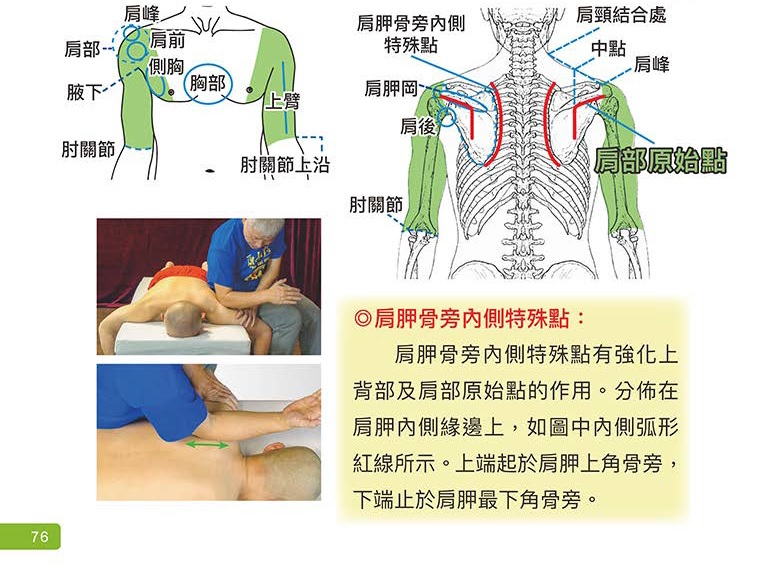 肩峰
肩部
肩前
側胸
腋下
胸部
上臂
肘關節
肘關節上沿
肩胛骨旁內側
特殊點
肩頸結合處
中點
肩峰
肩胛岡
肩後
肩部原始點
肘關節
◎肩胛骨旁內側特殊點：
肩胛骨旁內側特殊點有強化上
背部及肩部原始點的作用。分佈在
肩胛內側緣邊上，如圖中內側弧形
紅線所示。上端起於肩胛上角骨旁，
下端止於肩胛最下角骨旁。
76